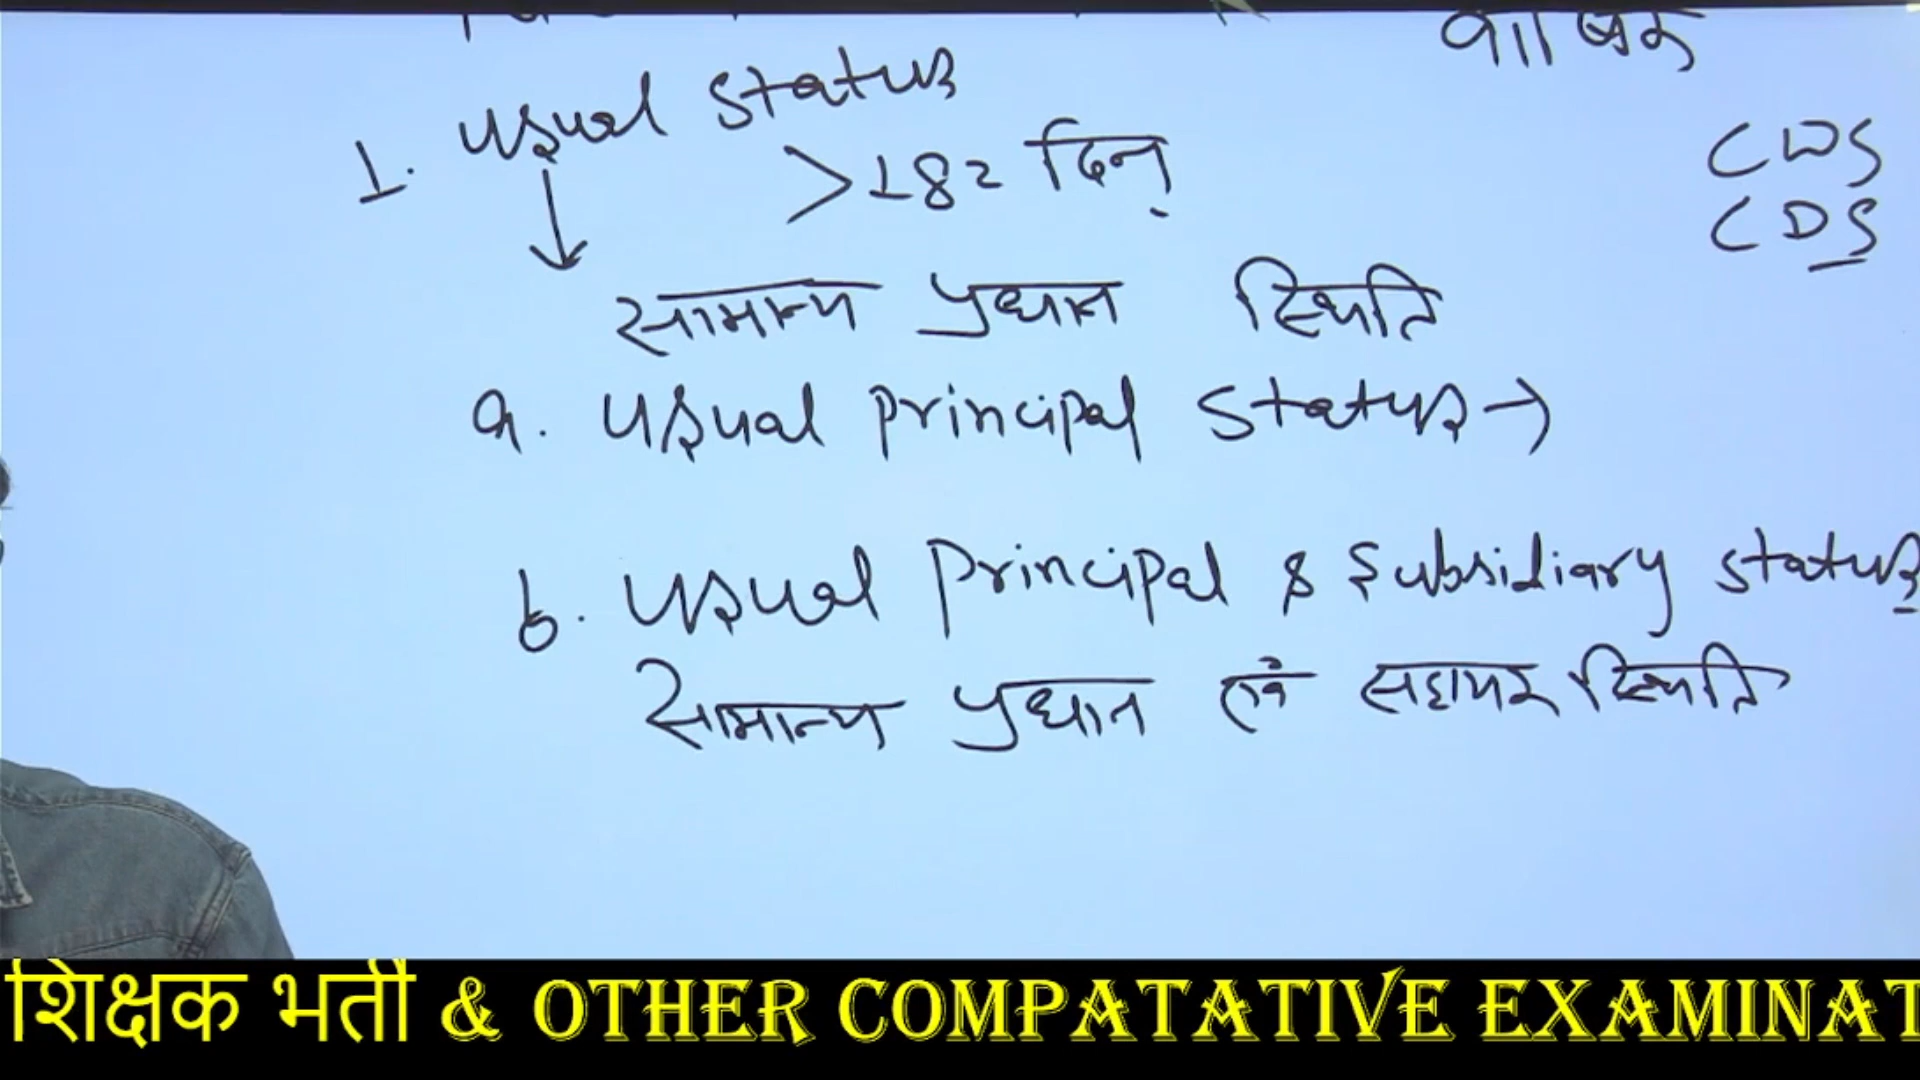 वार्षिक
1. Usual Status
>182 दिन
CWS
CDS
सामान्य प्रधान स्थिति
a. Usual principal Status→
b. Usual Principal & Subsidiary Status
सामान्य प्रधान एवं सहायक स्थिति
शिक्षक भर्ती & OTHER COMPATATIVE EXAMINAT